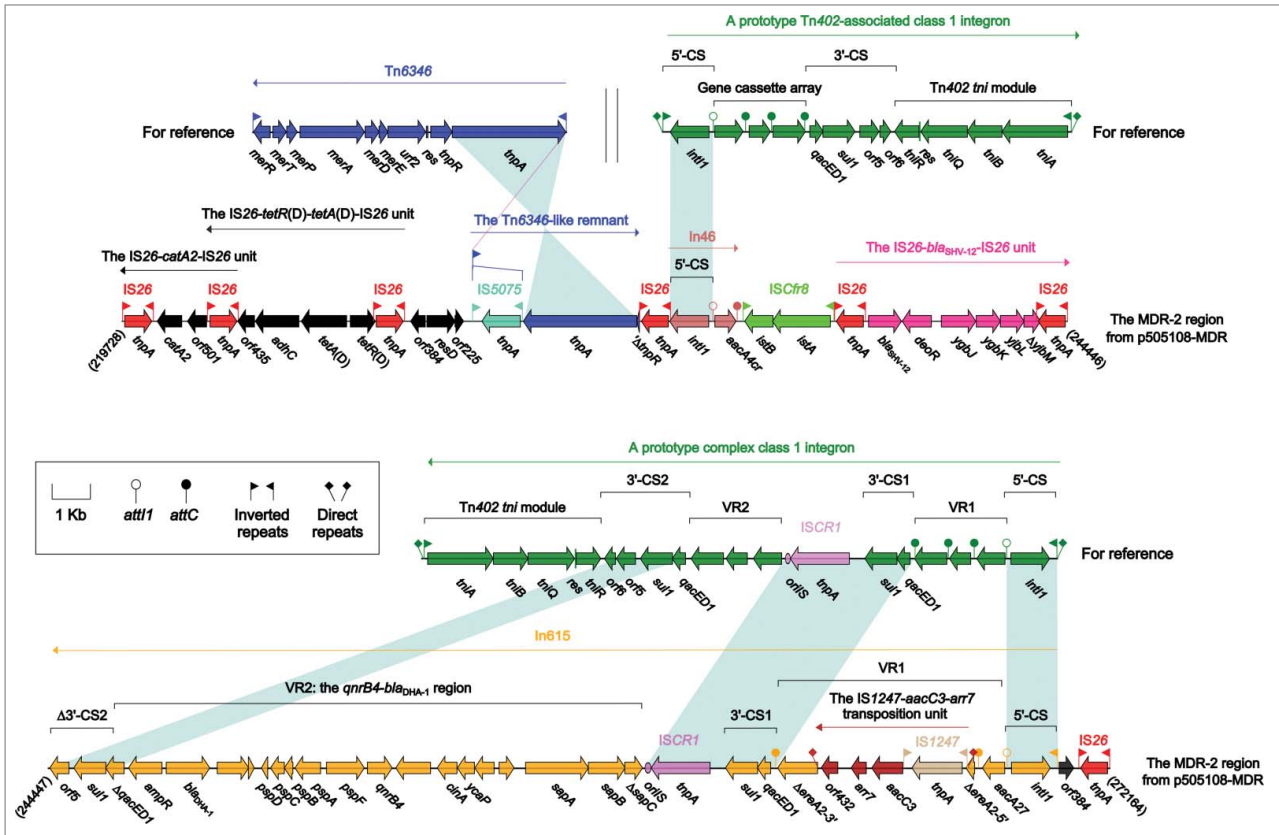 A prototype Tn402-associated class 1 integron
5'-CS
3'-CS
Tn6346
Gene cassette array
Tn402 tni module
For reference
For reference
merR
merT
merP
merA
merD
merE
urf2
res
tnpR
tnpA
intI1
qacED1
sul1
orf5
orf6
tniR
res
tniQ
tniB
tniA
The IS26-tetR(D)-tetA(D)-IS26 unit
The Tn6346-like remnant
In46
The IS26-blaSHV-12-IS26 unit
The IS26-catA2-IS26 unit
5'-CS
IS26
IS26
IS26
IS5075
IS26
ISCfr8
IS26
IS26
The MDR-2 region
from p505108-MDR
(219728)
tnpA
catA2
orf501
tnpA
orf435
adhC
tetA(D)
tetR(D)
tnpA
orf384
resD
orf225
tnpA
tnpA
ΔtnpR
tnpA
intI1
aacA4cr
istB
istA
tnpA
blaSHV-12
deoR
ygbJ
ygbK
ylbL
ΔylbM
tnpA
(244446)
A prototype complex class 1 integron
3'-CS2
3'-CS1
5'-CS
Tn402 tni module
VR2
VR1
ISCR1
For reference
1 Kb
attI1
attC
Inverted
repeats
Direct
repeats
tniA
tniB
tniQ
res
tniR
orf6
orf5
sul1
qacED1
oriIS
tnpA
sul1
qacED1
intI1
In615
VR1
VR2: the qnrB4-blaDHA-1 region
The IS1247-aacC3-arr7
transposition unit
Δ3'-CS2
3'-CS1
5'-CS
ISCR1
IS1247
IS26
The MDR-2 region
from p505108-MDR
(244447)
orf5
sul1
ΔqacED1
ampR
blaDHA-1
pspD
pspC
pspB
pspA
pspF
qnrB4
cinA
ycaP
sapA
sapB
ΔsapC
oriIS
tnpA
sul1
qacED1
ΔereA2-3'
orf432
arr7
aacC3
tnpA
ΔereA2-5'
aacA27
intI1
orf384
tnpA
(272164)